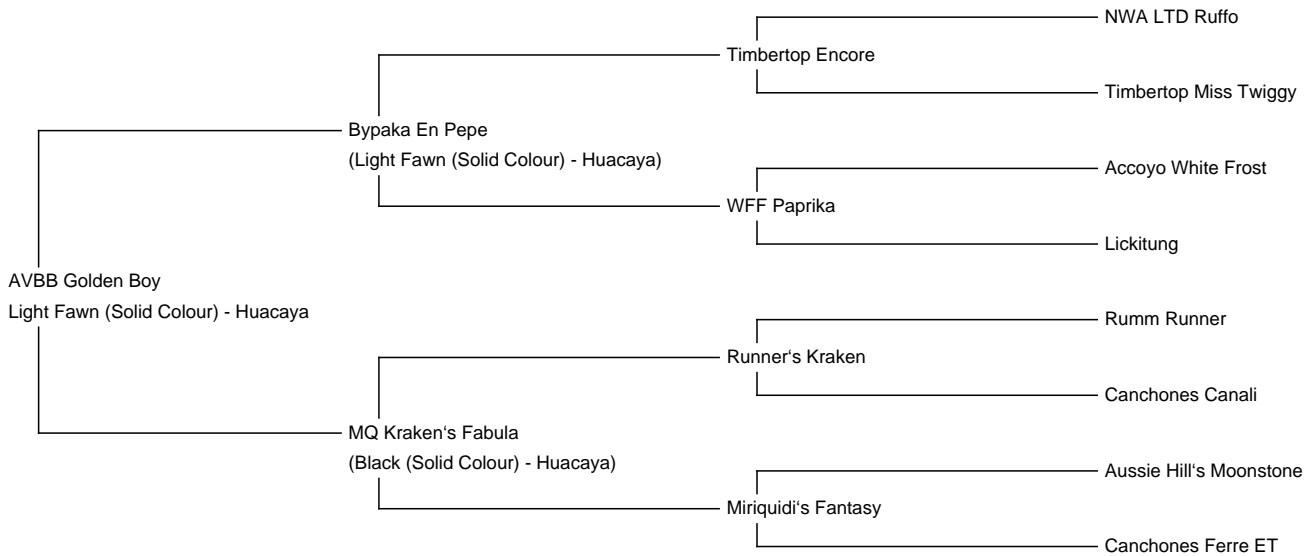 NWA LTD Ruffo
Timbertop Encore
Timbertop Miss Twiggy
Bypaka En Pepe
(Light Fawn (Solid Colour) - Huacaya)
Accoyo White Frost
WFF Paprika
Lickitung
AVBB Golden Boy
Light Fawn (Solid Colour) - Huacaya
Rumm Runner
Runner‘s Kraken
Canchones Canali
MQ Kraken‘s Fabula
(Black (Solid Colour) - Huacaya)
Aussie Hill‘s Moonstone
Miriquidi‘s Fantasy
Canchones Ferre ET